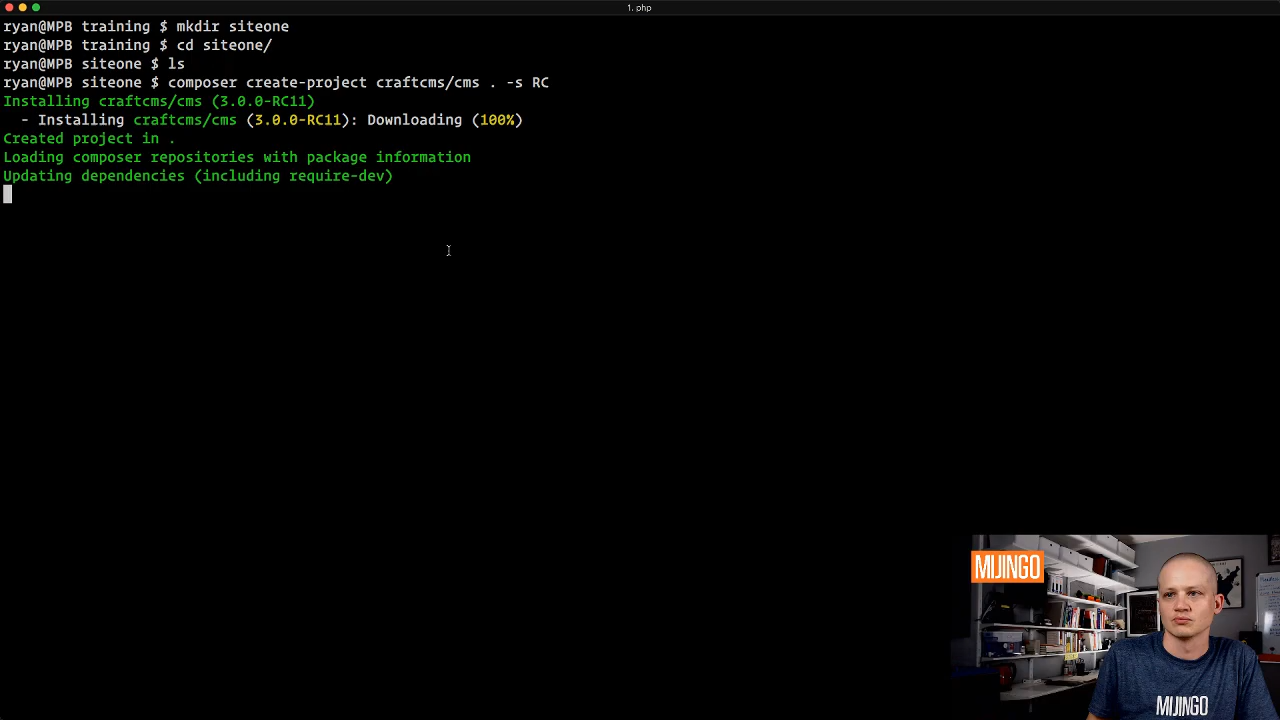 1. php
ryan@MPB training $ mkdir siteone
ryan@MPB training $ cd siteone/
ryan@MPB siteone $ ls
ryan@MPB siteone $ composer create-project craftcms/cms . -s RC
Installing craftcms/cms (3.0.0-RC11)
- Installing craftcms/cms (3.0.0-RC11): Downloading (100%)
Created project in .
Loading composer repositories with package information
Updating dependencies (including require-dev)
MIJINGO
MIJINGO